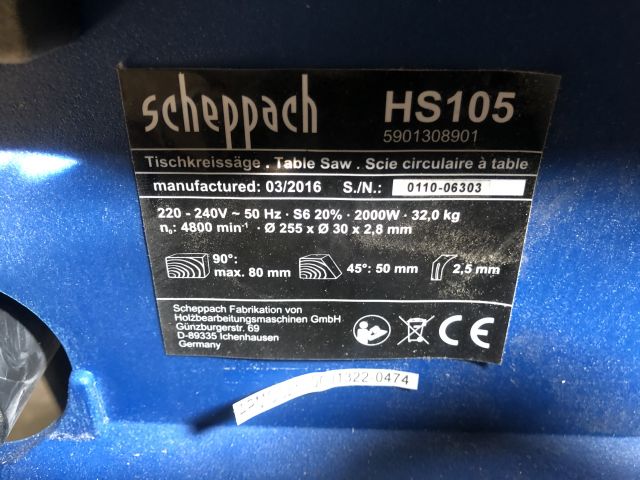 scheppach
HS105
5901308901
Tischkreissäge . Table Saw . Scie circulaire à table
manufactured: 03/2016 S./N.: 0110-06303
220 - 240V ~ 50 Hz · S6 20% · 2000W · 32,0 kg
n₀: 4800 min⁻¹ · Ø 255 x Ø 30 x 2,8 mm
90°:
max. 80 mm
45°: 50 mm
2,5 mm
Scheppach Fabrikation von
Holzbearbeitungsmaschinen GmbH
Günzburgerstr. 69
D-89335 Ichenhausen
Germany
CE